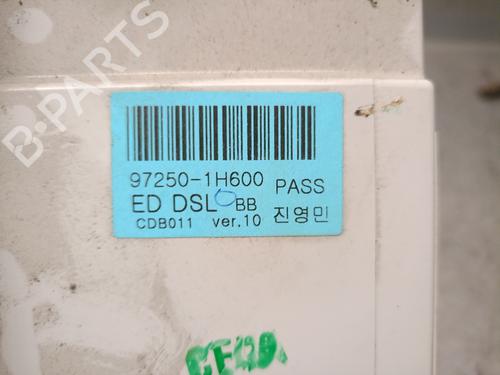 B-PARTS
97250-1H600 PASS
ED DSL BB
CDB011 ver.10 진영민